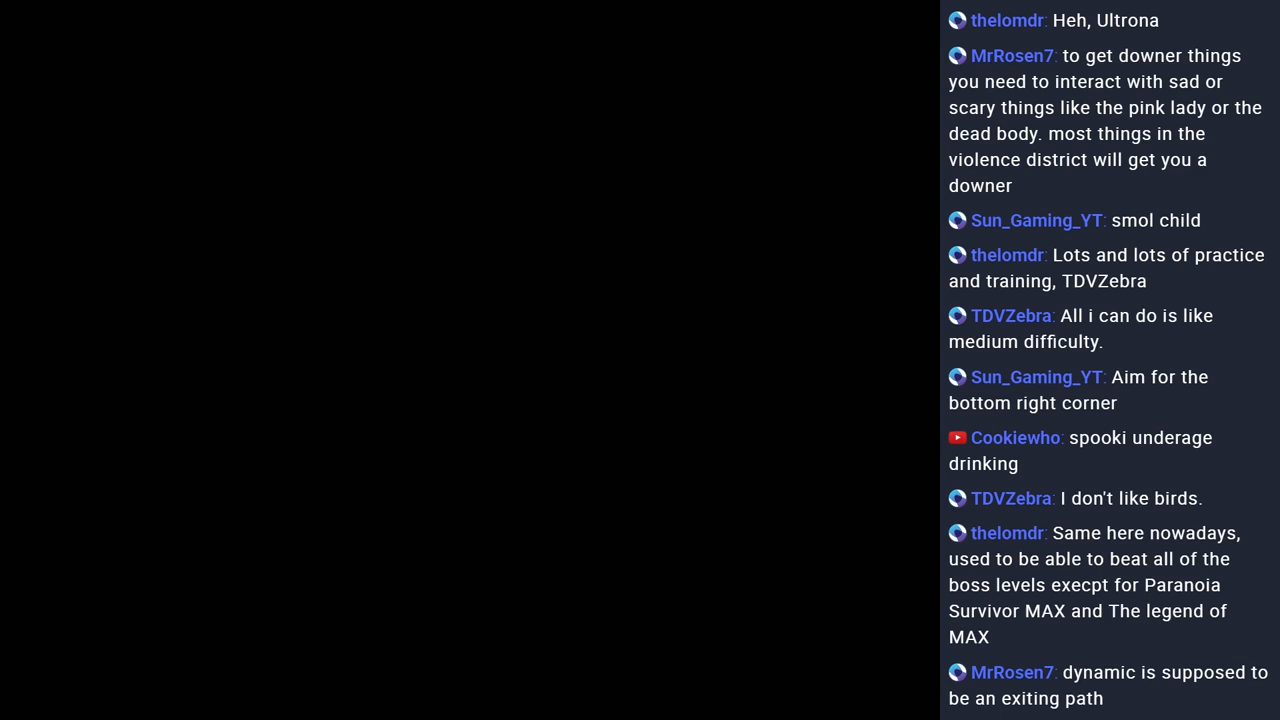 thelomdr: Heh, Ultrona
MrRosen7: to get downer things
you need to interact with sad or
scary things like the pink lady or the
dead body. most things in the
violence district will get you a
downer
Sun_Gaming_YT: smol child
thelomdr: Lots and lots of practice
and training, TDVZebra
TDVZebra: All i can do is like
medium difficulty.
Sun_Gaming_YT: Aim for the
bottom right corner
Cookiewho: spooki underage
drinking
TDVZebra: I don't like birds.
thelomdr: Same here nowadays,
used to be able to beat all of the
boss levels execpt for Paranoia
Survivor MAX and The legend of
MAX
MrRosen7: dynamic is supposed to
be an exiting path